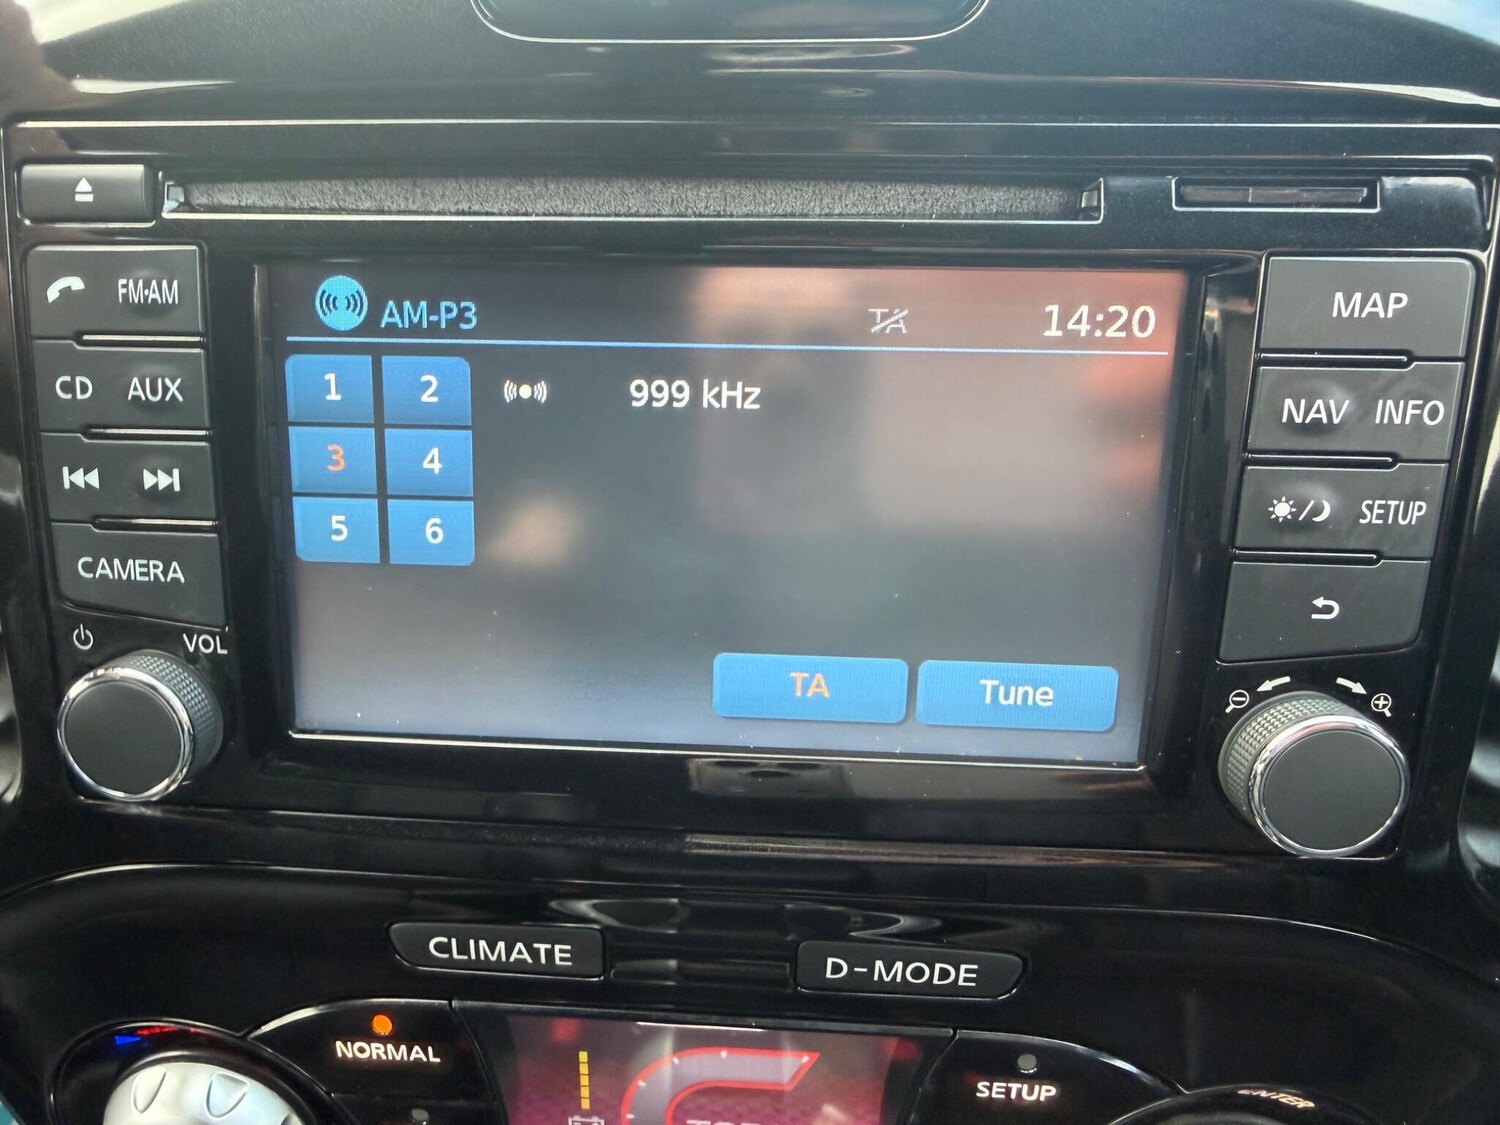 FM·AM
CD AUX
CAMERA
VOL
AM-P3 TA 14:20
1 2 999 kHz
3 4
5 6
TA Tune
MAP
NAV INFO
SETUP
CLIMATE D-MODE
NORMAL
SETUP
ENTER